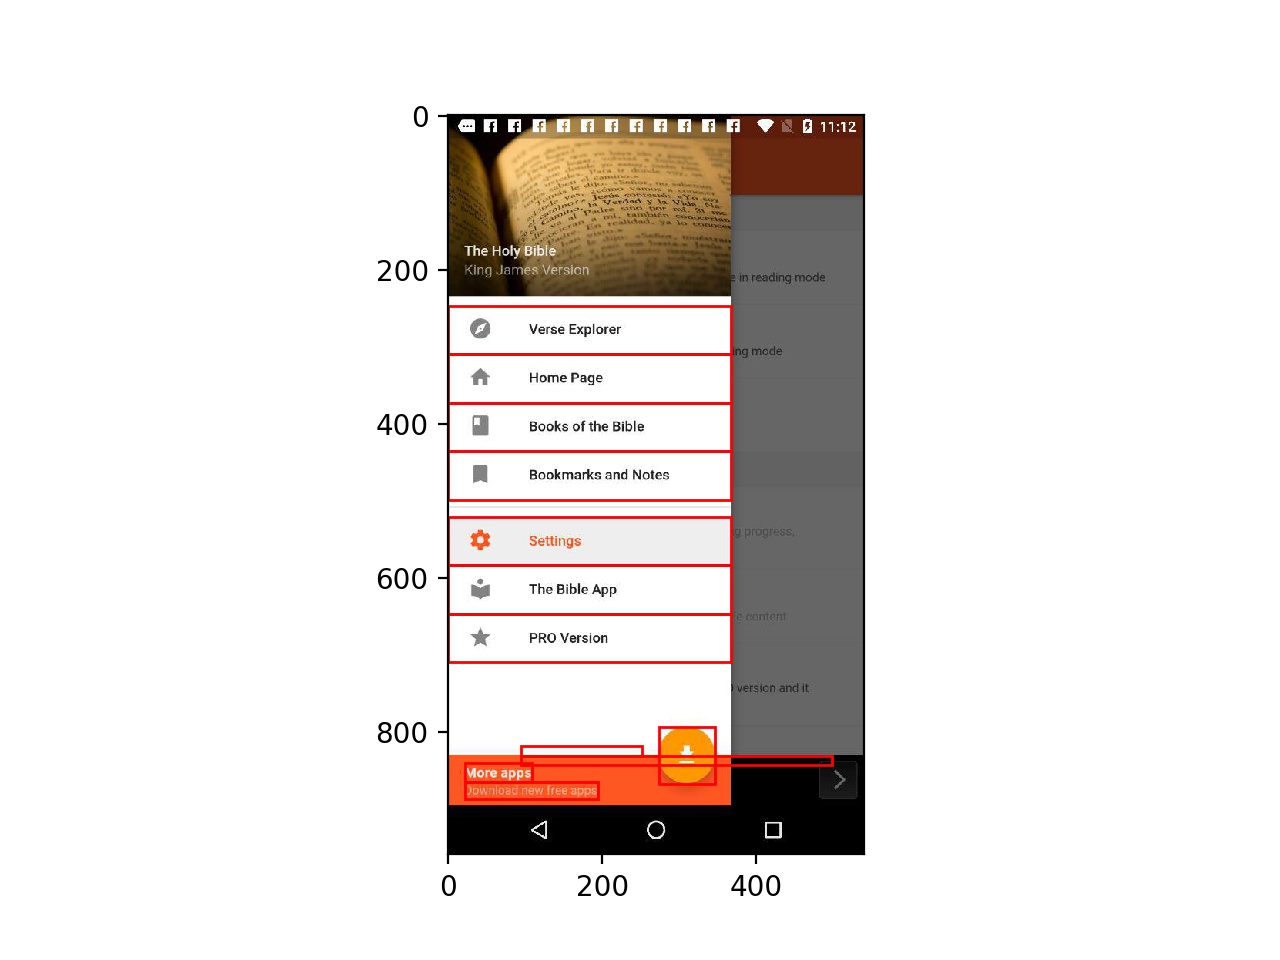 0
11:12
The Holy Bible
King James Version
200
e in reading mode
Verse Explorer
ing mode
Home Page
400
Books of the Bible
Bookmarks and Notes
g progress,
Settings
600
The Bible App
e content
PRO Version
version and it
800
More apps
Download new free apps
0 200 400